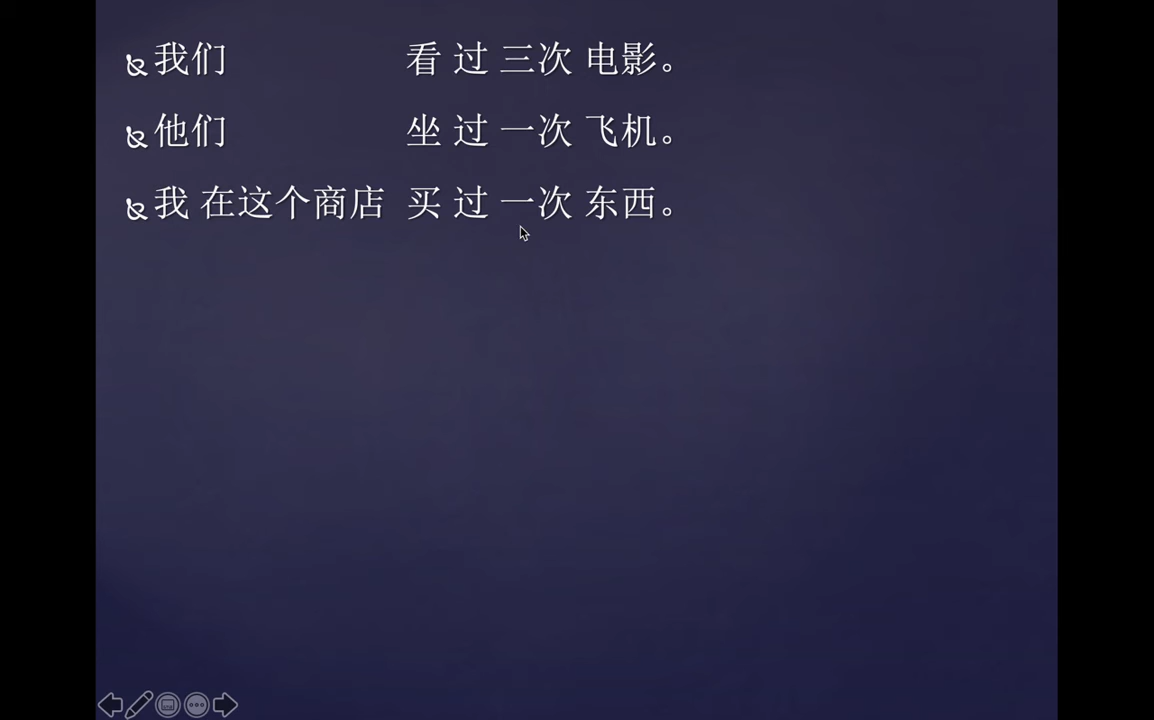 我们 看 过 三次 电影。
他们 坐 过 一次 飞机。
我 在这个商店 买 过 一次 东西。